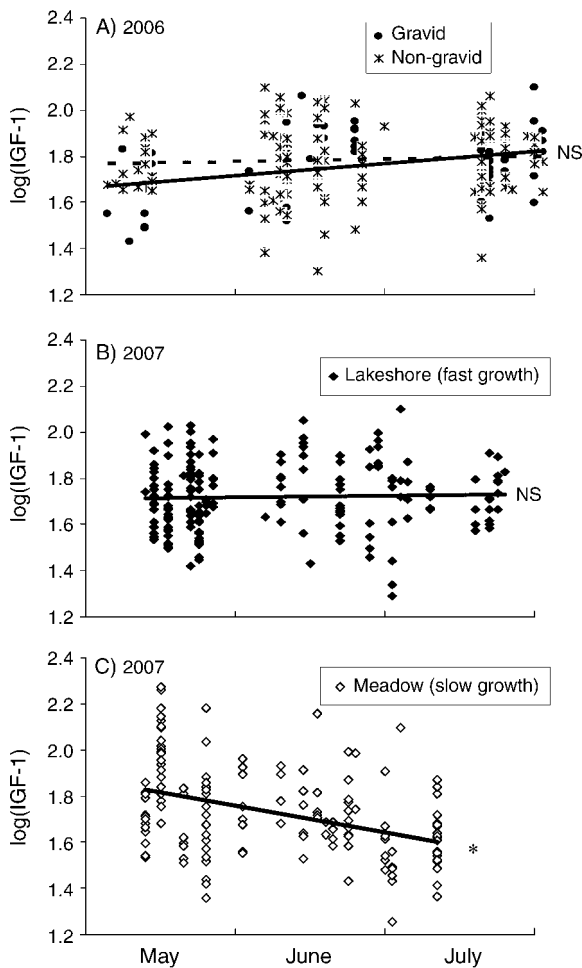 A) 2006
Gravid
Non-gravid
log(IGF-1)
2.4
2.2
2.0
1.8
1.6
1.4
1.2
NS
B) 2007
Lakeshore (fast growth)
log(IGF-1)
2.4
2.2
2.0
1.8
1.6
1.4
1.2
NS
C) 2007
Meadow (slow growth)
log(IGF-1)
2.4
2.2
2.0
1.8
1.6
1.4
1.2
*
May June July